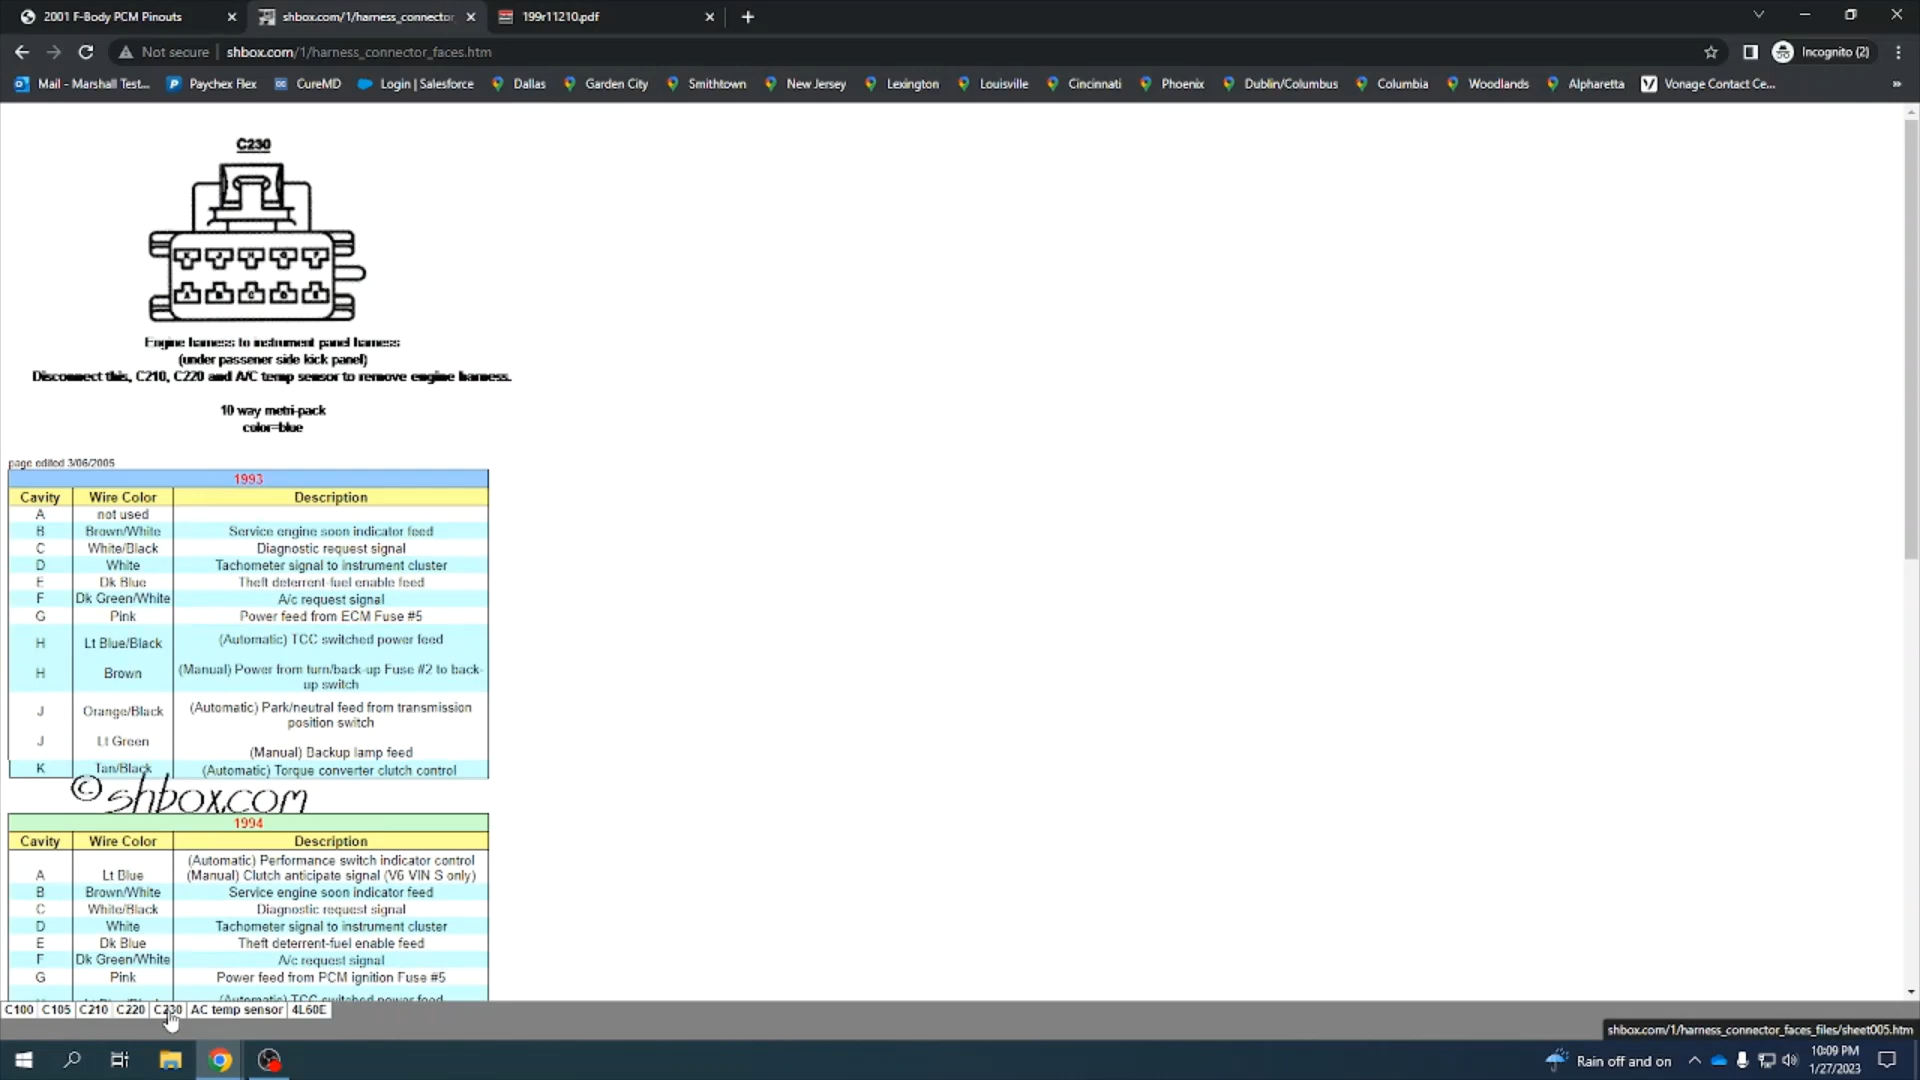 2001 F-Body PCM Pinouts
shbox.com/1/harness_connector
199r11210.pdf
Not secure
shbox.com/1/harness_connector_faces.htm
Incognito (2)
Mail - Marshall Test... Paychex Flex CureMD Login | Salesforce Dallas Garden City Smithtown New Jersey Lexington Louisville Cincinnati Phoenix Dublin/Columbus Columbia Woodlands Alpharetta Vonage Contact Ce... »
C230
K J H G F
A B C D E
Engine harness to instrument panel harness
(under passener side kick panel)
Disconnect this, C210, C220 and A/C temp sensor to remove engine harness.
10 way metri-pack
color=blue
page edited 3/06/2005
1993
Cavity Wire Color Description
A not used
B Brown/White Service engine soon indicator feed
C White/Black Diagnostic request signal
D White Tachometer signal to instrument cluster
E Dk Blue Theft deterrent-fuel enable feed
F Dk Green/White A/c request signal
G Pink Power feed from ECM Fuse #5
H Lt Blue/Black (Automatic) TCC switched power feed
H Brown (Manual) Power from turn/back-up Fuse #2 to back-
up switch
J Orange/Black (Automatic) Park/neutral feed from transmission
position switch
J Lt Green (Manual) Backup lamp feed
K Tan/Black (Automatic) Torque converter clutch control
© shbox.com
1994
Cavity Wire Color Description
(Automatic) Performance switch indicator control
A Lt Blue (Manual) Clutch anticipate signal (V6 VIN S only)
B Brown/White Service engine soon indicator feed
C White/Black Diagnostic request signal
D White Tachometer signal to instrument cluster
E Dk Blue Theft deterrent-fuel enable feed
F Dk Green/White A/c request signal
G Pink Power feed from PCM ignition Fuse #5
(Automatic) TCC switched power feed
C100 C105 C210 C220 C230 AC temp sensor 4L60E
shbox.com/1/harness_connector_faces_files/sheet005.htm
Rain off and on
10:09 PM
1/27/2023